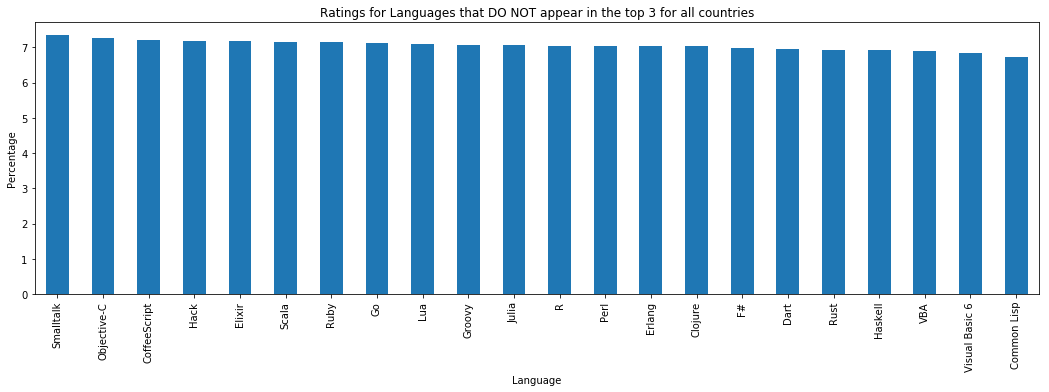 Ratings for Languages that DO NOT appear in the top 3 for all countries
Percentage
7
6
5
4
3
2
1
0
Smalltalk
Objective-C
CoffeeScript
Hack
Elixir
Scala
Ruby
Go
Lua
Groovy
Julia
R
Perl
Erlang
Clojure
F#
Dart
Rust
Haskell
VBA
Visual Basic 6
Common Lisp
Language